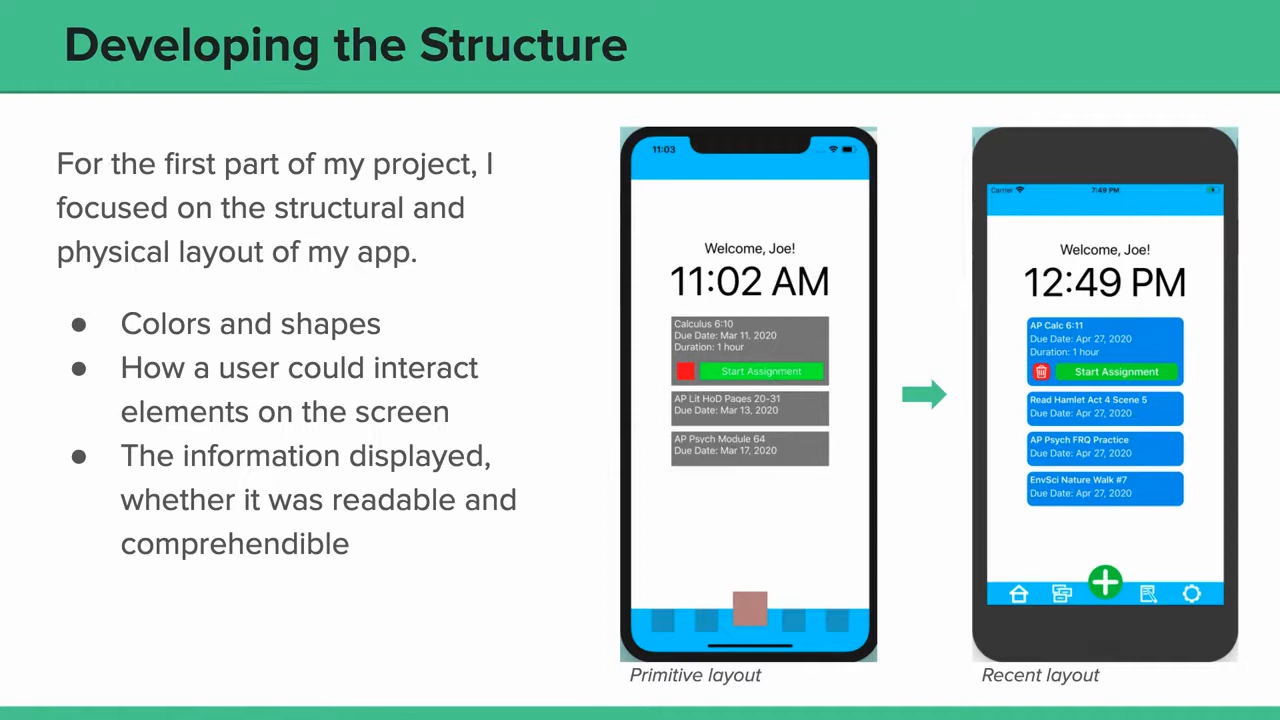 Developing the Structure
For the first part of my project, I
focused on the structural and
physical layout of my app.
● Colors and shapes
● How a user could interact
elements on the screen
● The information displayed,
whether it was readable and
comprehendible
11:03
Welcome, Joe!
11:02 AM
Calculus 6:10
Due Date: Mar 11, 2020
Duration: 1 hour
Start Assignment
AP Lit HoD Pages 20-31
Due Date: Mar 13, 2020
AP Psych Module 64
Due Date: Mar 17, 2020
Primitive layout
Carrier
7:49 PM
Welcome, Joe!
12:49 PM
AP Calc 6:11
Due Date: Apr 27, 2020
Duration: 1 hour
Start Assignment
Read Hamlet Act 4 Scene 5
Due Date: Apr 27, 2020
AP Psych FRQ Practice
Due Date: Apr 27, 2020
EnvSci Nature Walk #7
Due Date: Apr 27, 2020
Recent layout